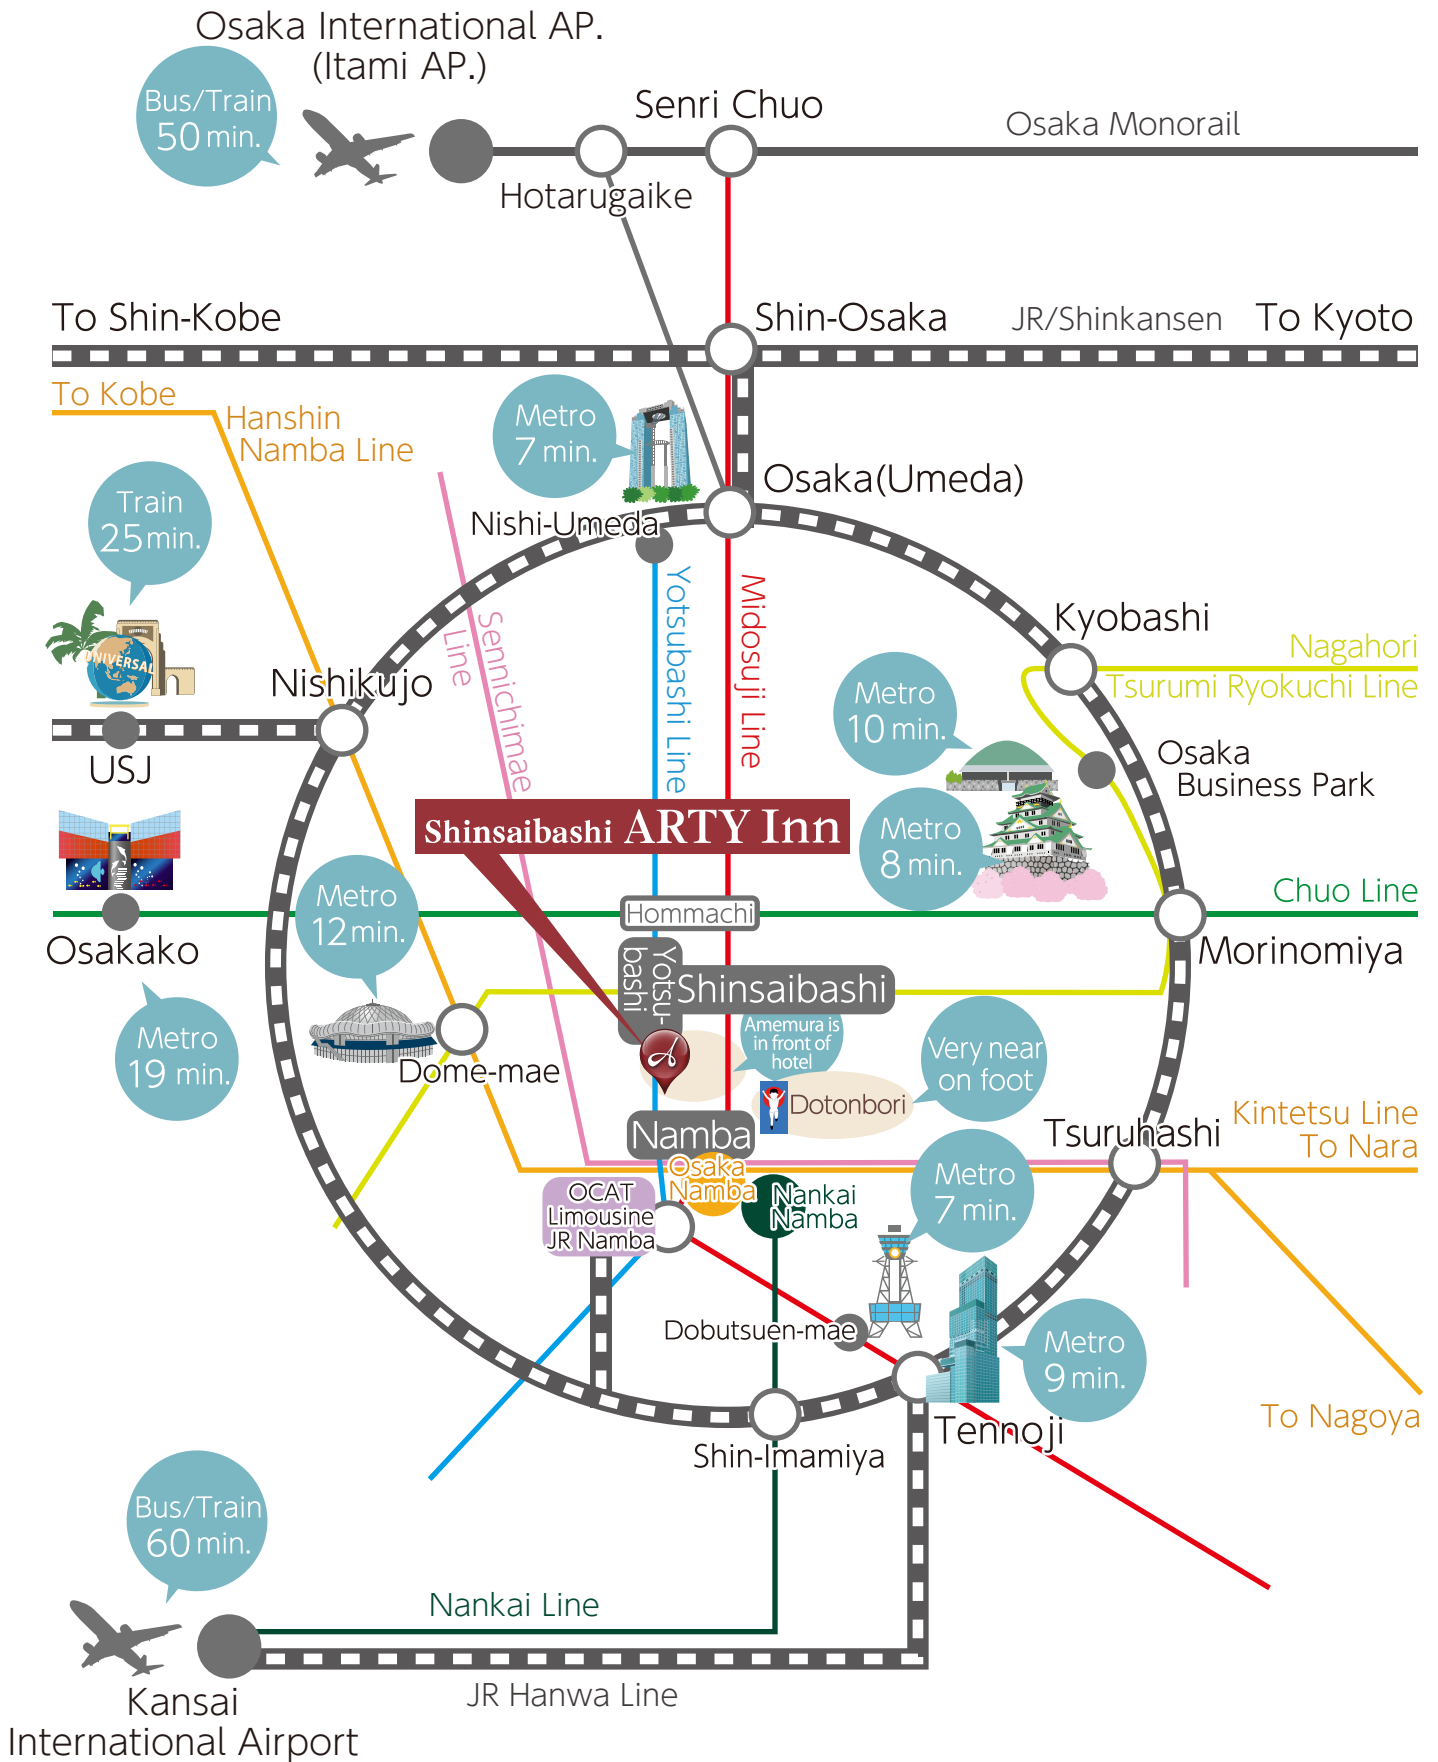 Osaka International AP.
(Itami AP.)
Bus/Train
50 min.
Senri Chuo
Osaka Monorail
Hotarugaike
To Shin-Kobe
Shin-Osaka
JR/Shinkansen
To Kyoto
To Kobe
Hanshin
Namba Line
Metro
7 min.
Osaka(Umeda)
Nishi-Umeda
Train
25 min.
UNIVERSAL
Yotsubashi Line
Midosuji Line
Sennichimae
Line
Kyobashi
Nagahori
Tsurumi Ryokuchi Line
Nishikujo
USJ
Metro
10 min.
Osaka
Business Park
Shinsaibashi ARTY Inn
Metro
8 min.
Chuo Line
Metro
12 min.
Hommachi
Osakako
Morinomiya
Yotsu-
bashi
Shinsaibashi
Metro
19 min.
Dome-mae
A
Amemura is
in front of
hotel
Very near
on foot
Dotonbori
Namba
Tsuruhashi
Kintetsu Line
To Nara
Osaka
Namba
OCAT
Limousine
JR Namba
Nankai
Namba
Metro
7 min.
Dobutsuen-mae
Metro
9 min.
Tennoji
To Nagoya
Shin-Imamiya
Bus/Train
60 min.
Nankai Line
JR Hanwa Line
Kansai
International Airport